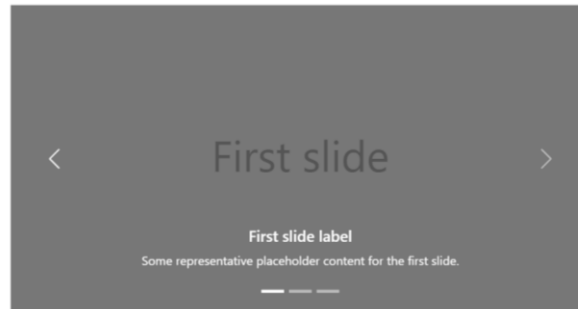 First slide
First slide label
Some representative placeholder content for the first slide.